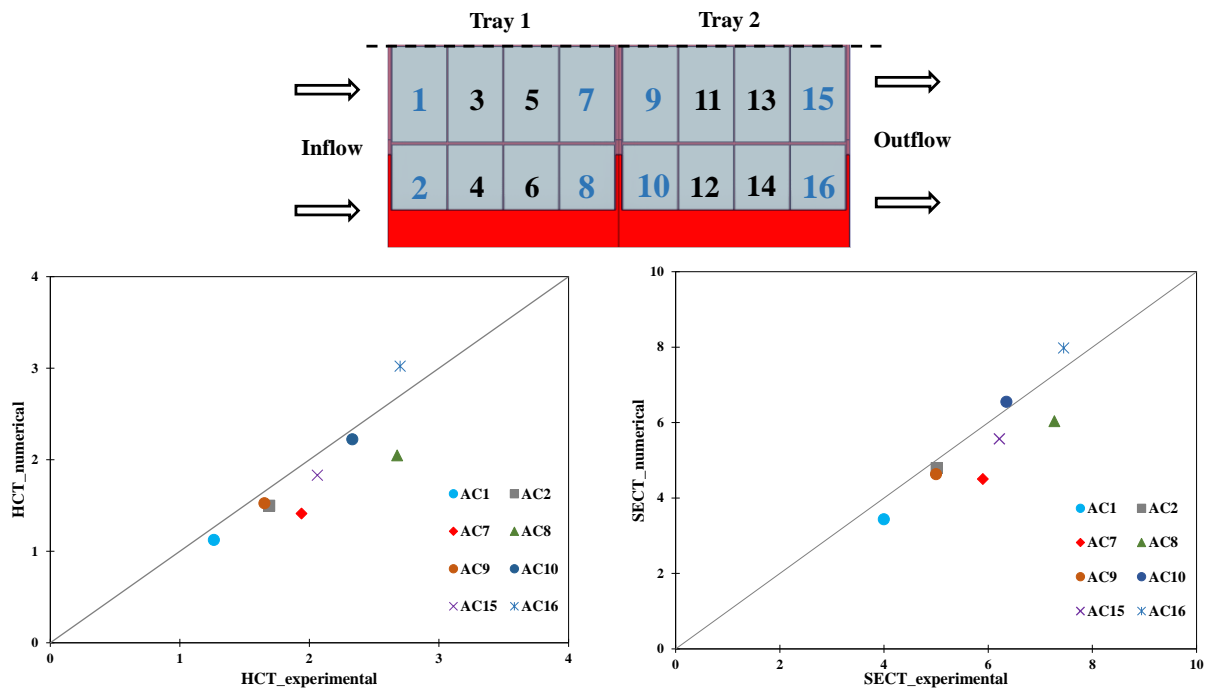 Tray 1 Tray 2
1 3 5 7 9 11 13 15
Inflow Outflow
2 4 6 8 10 12 14 16
HCT_numerical
4
3
2
1
0
0 1 2 3 4
HCT_experimental
AC1 AC2
AC7 AC8
AC9 AC10
AC15 AC16
SECT_numerical
10
8
6
4
2
0
0 2 4 6 8 10
SECT_experimental
AC1 AC2
AC7 AC8
AC9 AC10
AC15 AC16